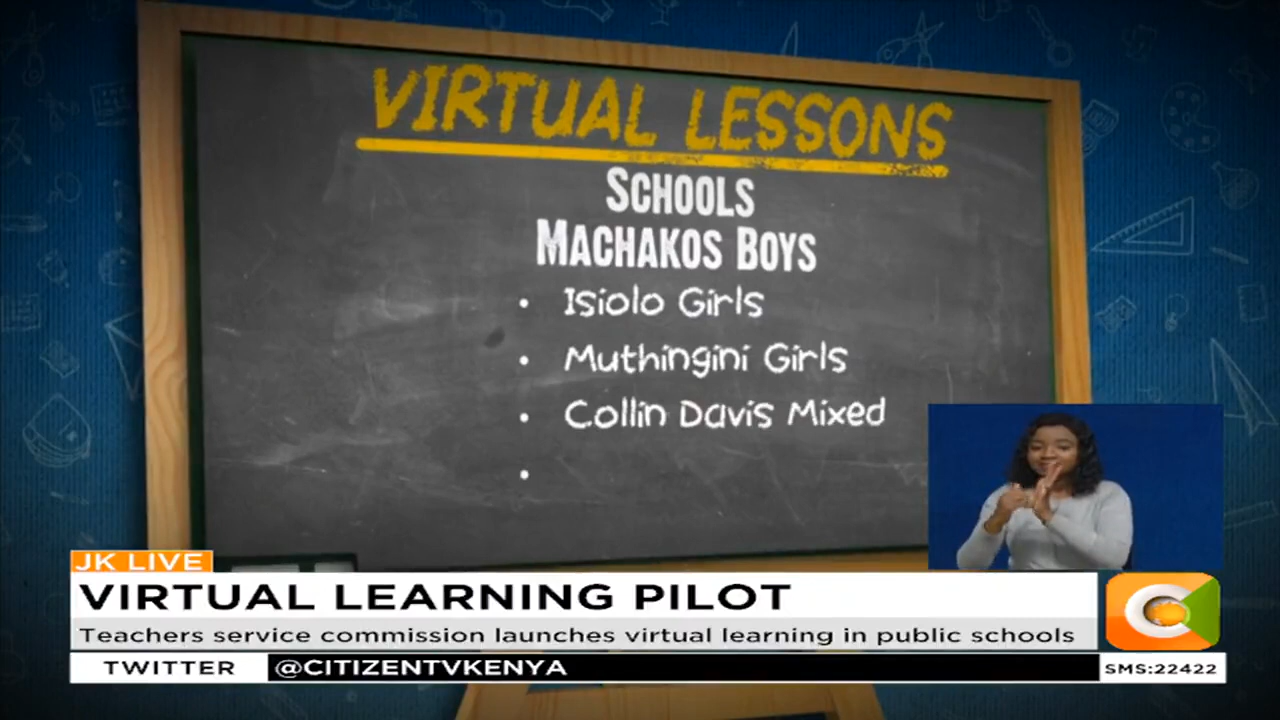 VIRTUAL LESSONS
SCHOOLS
MACHAKOS BOYS
• Isiolo Girls
• Muthingini Girls
• Collin Davis Mixed
•
JK LIVE
VIRTUAL LEARNING PILOT
Teachers service commission launches virtual learning in public schools
TWITTER @CITIZENTVKENYA SMS:22422